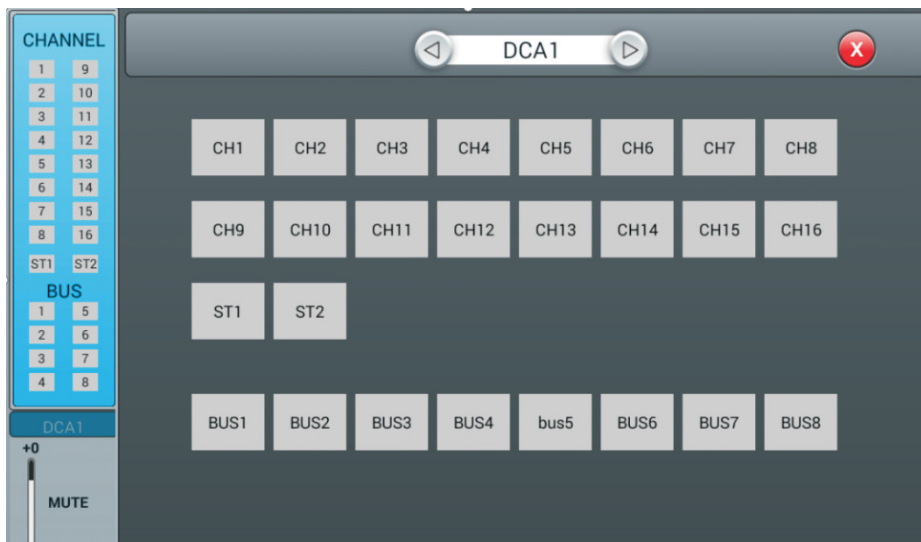 CHANNEL
1 9
2 10
3 11
4 12
5 13
6 14
7 15
8 16
ST1 ST2
BUS
1 5
2 6
3 7
4 8
DCA1
+0
MUTE
DCA1
X
CH1 CH2 CH3 CH4 CH5 CH6 CH7 CH8
CH9 CH10 CH11 CH12 CH13 CH14 CH15 CH16
ST1 ST2
BUS1 BUS2 BUS3 BUS4 bus5 BUS6 BUS7 BUS8